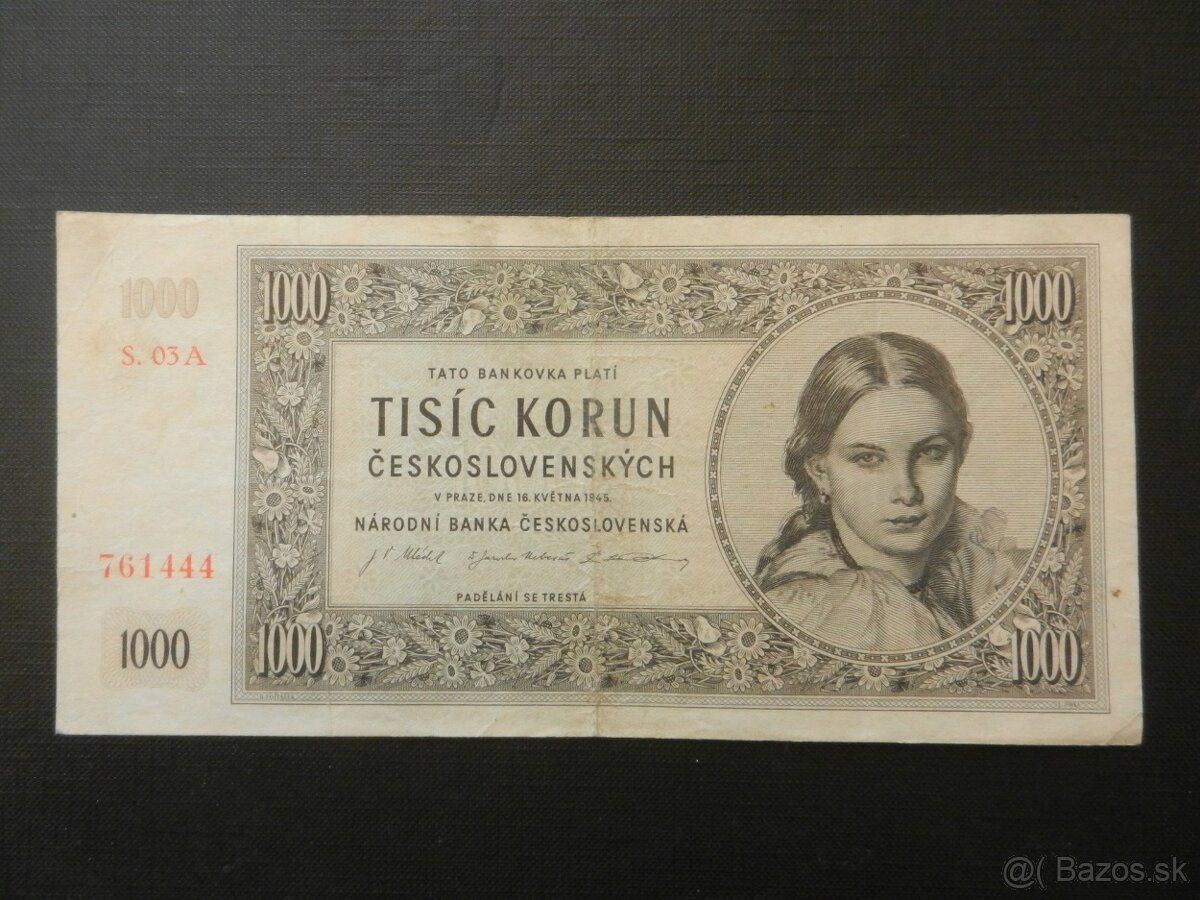 1000
S. 03 A
761444
1000
1000
1000
TATO BANKOVKA PLATÍ
TISÍC KORUN
ČESKOSLOVENSKÝCH
V PRAZE, DNE 16. KVĚTNA 1945.
NÁRODNÍ BANKA ČESKOSLOVENSKÁ
PADĚLÁNÍ SE TRESTÁ
1000
1000
@( Bazos.sk